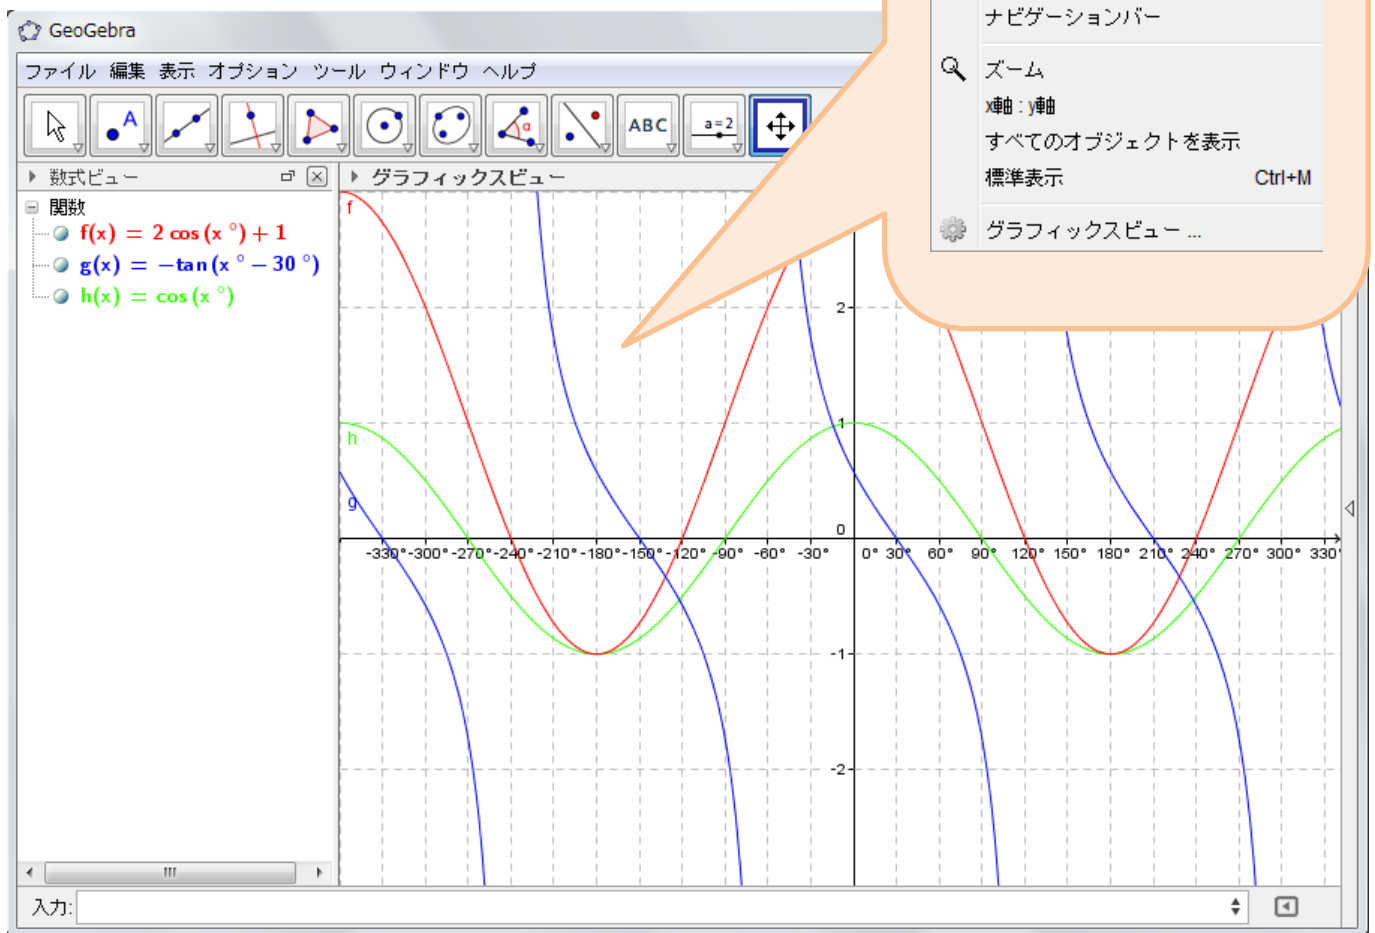 ナビゲーションバー
GeoGebra
ズーム
ファイル 編集 表示 オプション ツール ウィンドウ ヘルプ
x軸 : y軸
A
α
ABC
a=2
すべてのオブジェクトを表示
標準表示 Ctrl+M
数式ビュー
グラフィックスビュー
関数
f
グラフィックスビュー ...
f(x) = 2 cos (x °) + 1
g(x) = −tan (x ° − 30 °)
h(x) = cos (x °)
2
1
h
g
0
-330° -300° -270° -240° -210° -180° -150° -120° -90° -60° -30° 0° 30° 60° 90° 120° 150° 180° 210° 240° 270° 300° 330°
-1
-2
入力: